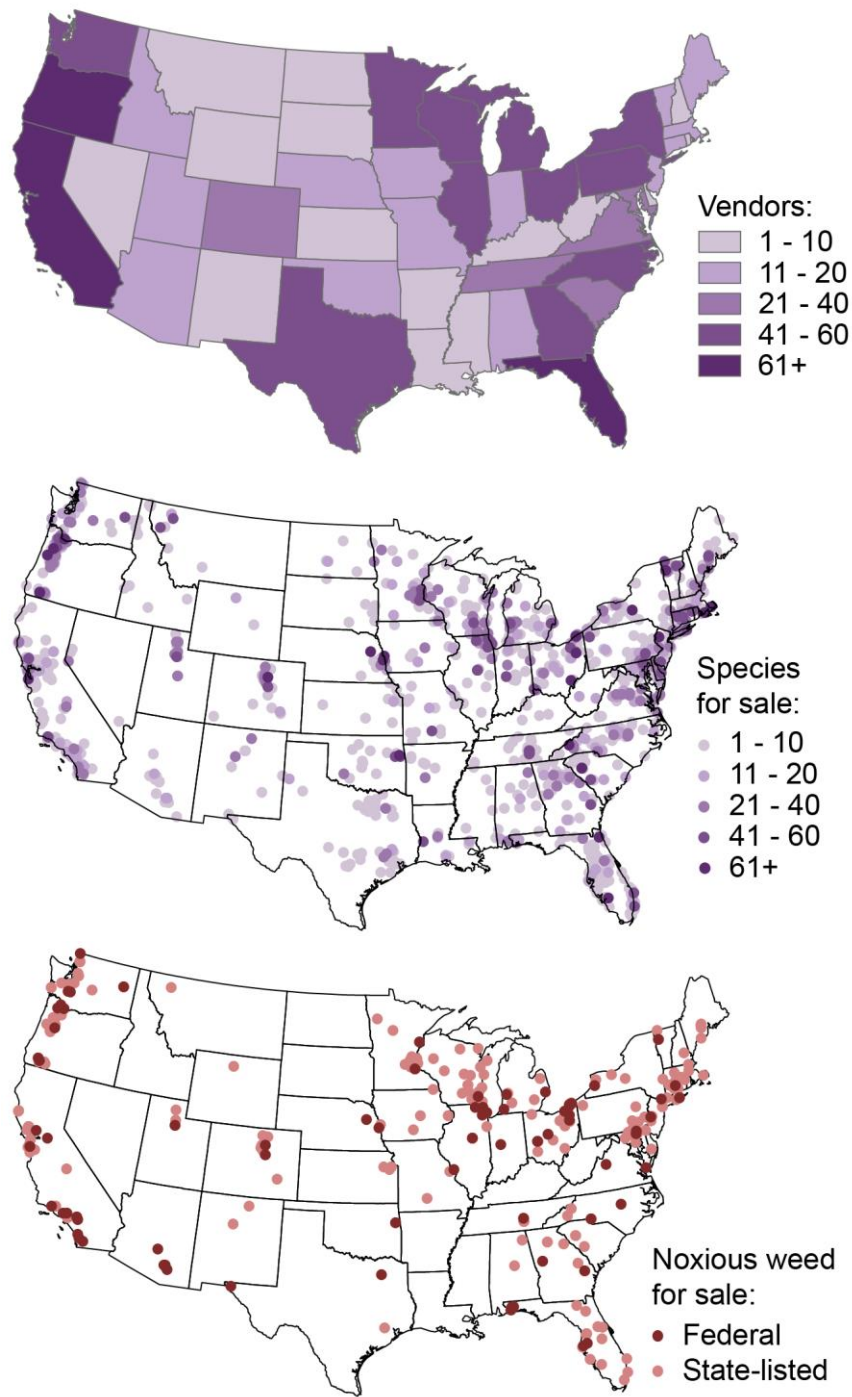 Vendors:
1 - 10
11 - 20
21 - 40
41 - 60
61+
Species
for sale:
1 - 10
11 - 20
21 - 40
41 - 60
61+
Noxious weed
for sale:
Federal
State-listed